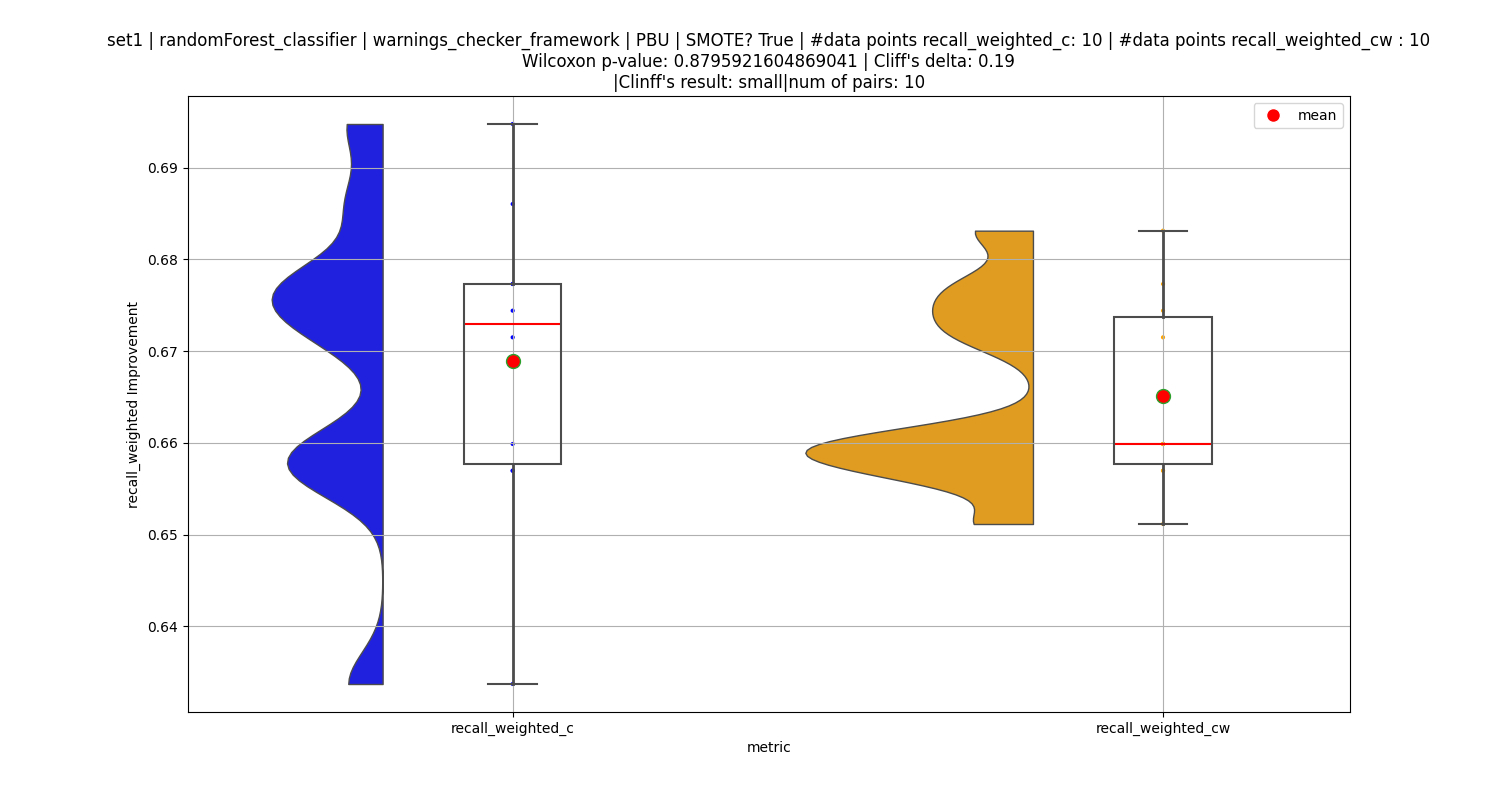 set1 | randomForest_classifier | warnings_checker_framework | PBU | SMOTE? True | #data points recall_weighted_c: 10 | #data points recall_weighted_cw : 10
Wilcoxon p-value: 0.8795921604869041 | Cliff's delta: 0.19
|Clinff's result: small|num of pairs: 10
mean
0.69
0.68
0.67
0.66
0.65
0.64
recall_weighted Improvement
recall_weighted_c
recall_weighted_cw
metric